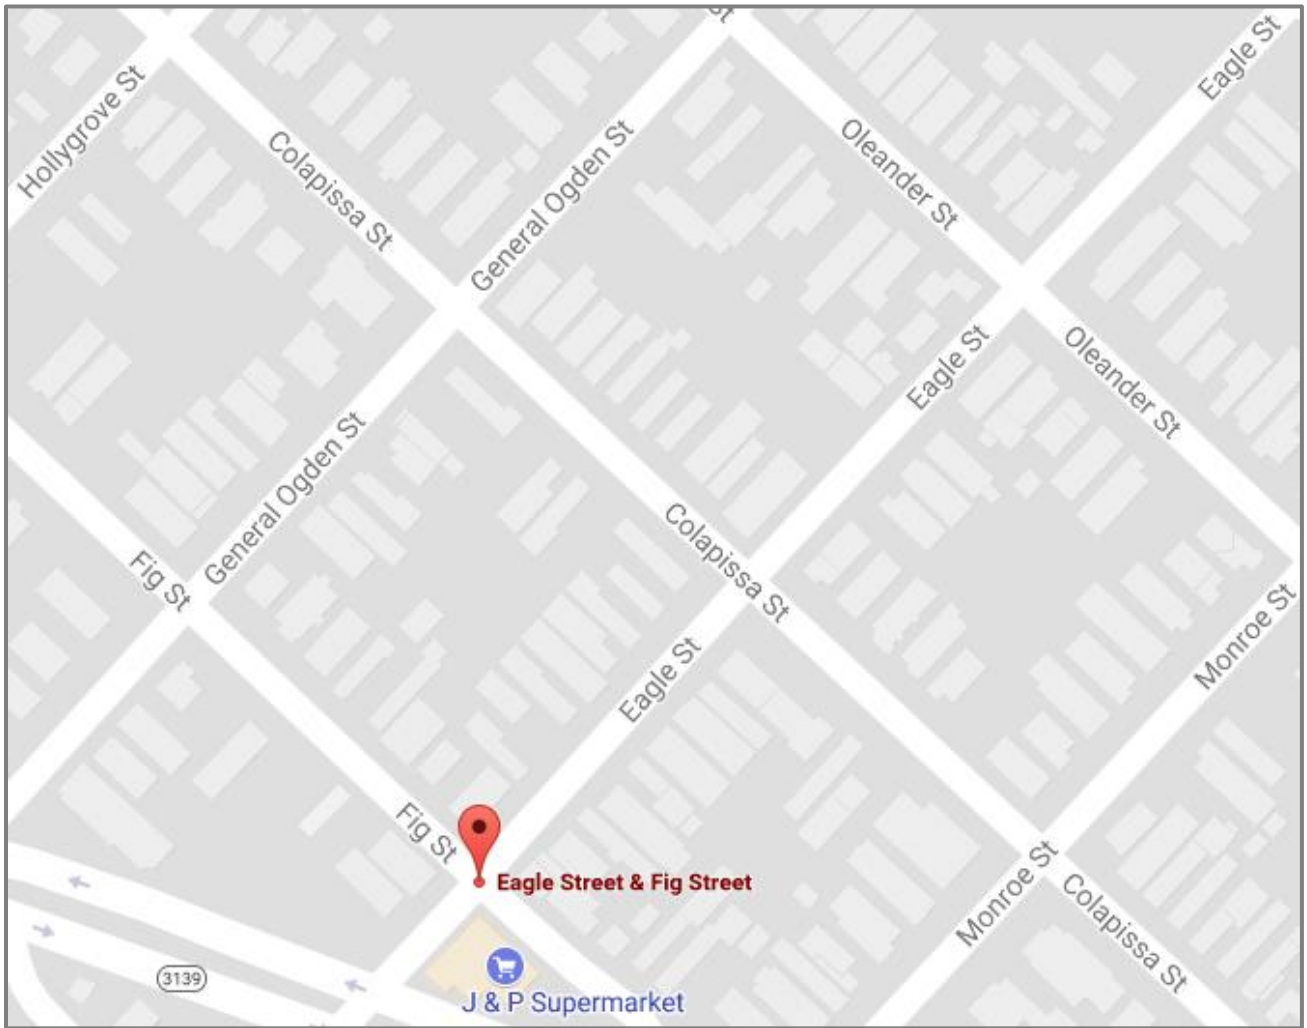 St
Eagle St
Hollygrove St
Colapissa St
General Ogden St
Oleander St
Eagle St
Oleander St
General Ogden St
Fig St
Colapissa St
Monroe St
Eagle St
Fig St
Eagle Street & Fig Street
Monroe St
Colapissa St
3139
J & P Supermarket